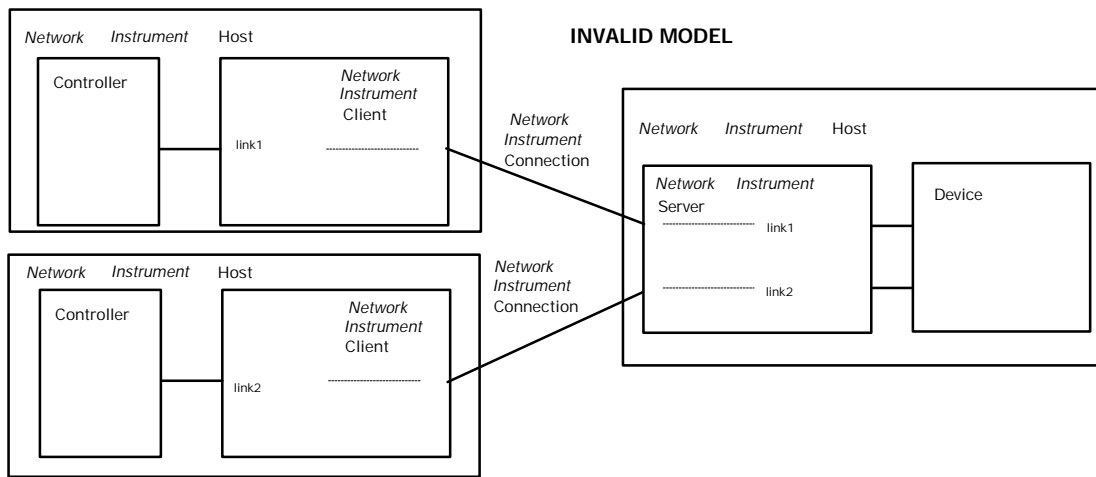 INVALID MODEL
Network Instrument Host
Controller
Network
Instrument
Client
link1
Network
Instrument
Connection
Network Instrument Host
Network Instrument
Server
link1
link2
Device
Network Instrument Host
Controller
Network
Instrument
Client
link2
Network
Instrument
Connection